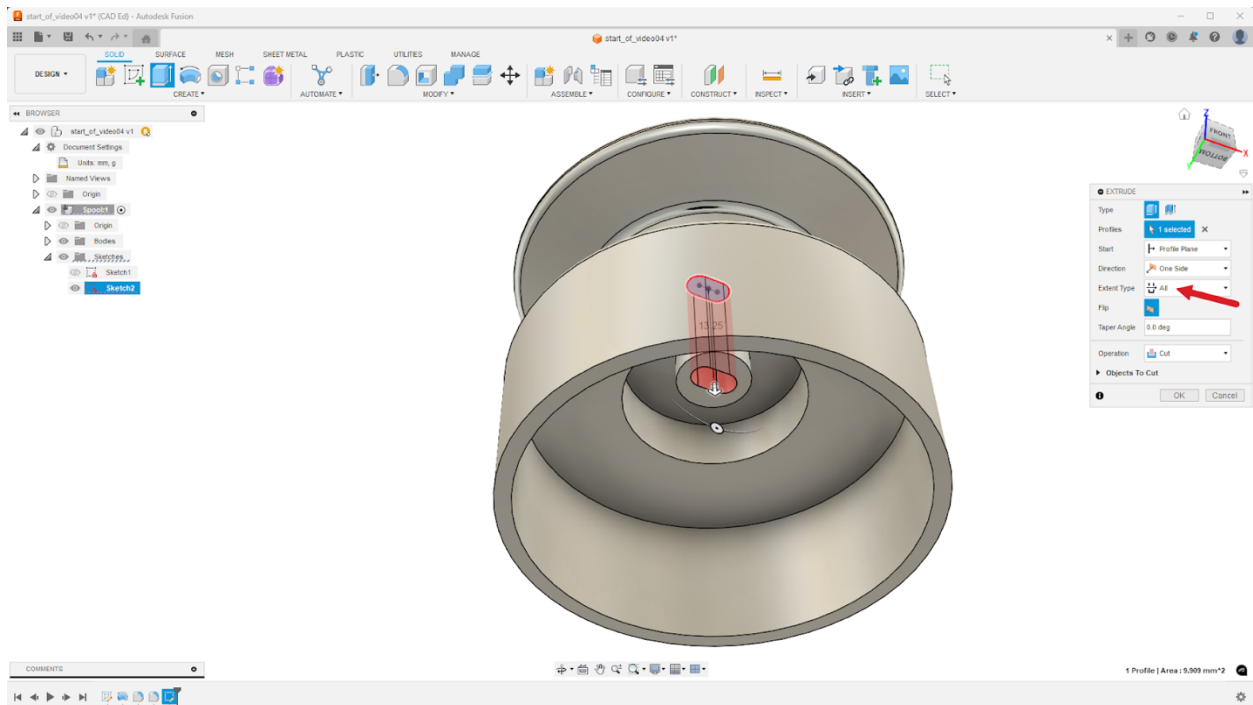 start_of_video04 v1* (CAD Ed) - Autodesk Fusion
start_of_video04 v1*
SOLID SURFACE MESH SHEET METAL PLASTIC UTILITIES MANAGE
DESIGN
CREATE AUTOMATE MODIFY ASSEMBLE CONFIGURE CONSTRUCT INSPECT INSERT SELECT
BROWSER
start_of_video04 v1
Document Settings
Units: mm, g
Named Views
Origin
Spool:1
Origin
Bodies
Sketches
Sketch1
Sketch2
Z
FRONT
BOTTOM
X
Y
EXTRUDE
Type
Profiles 1 selected
Start Profile Plane
Direction One Side
Extent Type All
Flip
Taper Angle 0.0 deg
Operation Cut
Objects To Cut
OK Cancel
13.25
COMMENTS
1 Profile | Area : 9.909 mm^2